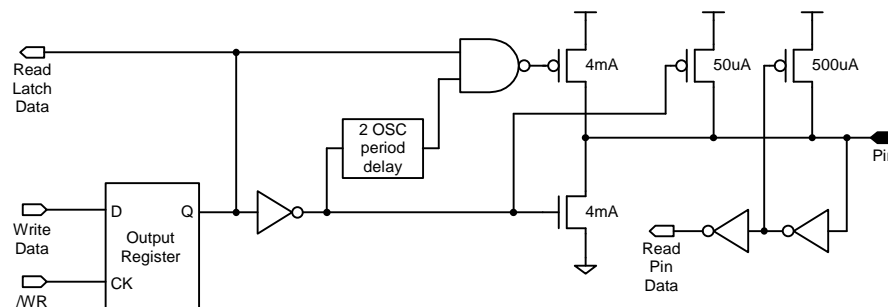 4mA
50uA
500uA
Read
Latch
Data
2 OSC
period
delay
Pin
D
Q
Write
Data
Output
Register
4mA
Read
Pin
Data
CK
/WR